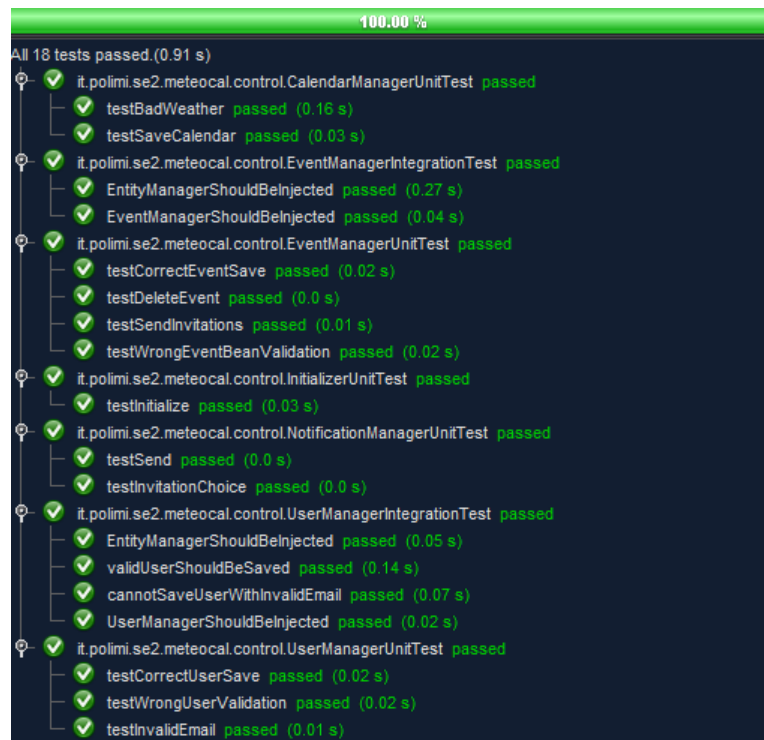 100.00 %
All 18 tests passed.(0.91 s)
it.polimi.se2.meteocal.control.CalendarManagerUnitTest passed
testBadWeather passed (0.16 s)
testSaveCalendar passed (0.03 s)
it.polimi.se2.meteocal.control.EventManagerIntegrationTest passed
EntityManagerShouldBeInjected passed (0.27 s)
EventManagerShouldBeInjected passed (0.04 s)
it.polimi.se2.meteocal.control.EventManagerUnitTest passed
testCorrectEventSave passed (0.02 s)
testDeleteEvent passed (0.0 s)
testSendInvitations passed (0.01 s)
testWrongEventBeanValidation passed (0.02 s)
it.polimi.se2.meteocal.control.InitializerUnitTest passed
testInitialize passed (0.03 s)
it.polimi.se2.meteocal.control.NotificationManagerUnitTest passed
testSend passed (0.0 s)
testInvitationChoice passed (0.0 s)
it.polimi.se2.meteocal.control.UserManagerIntegrationTest passed
EntityManagerShouldBeInjected passed (0.05 s)
validUserShouldBeSaved passed (0.14 s)
cannotSaveUserWithInvalidEmail passed (0.07 s)
UserManagerShouldBeInjected passed (0.02 s)
it.polimi.se2.meteocal.control.UserManagerUnitTest passed
testCorrectUserSave passed (0.02 s)
testWrongUserValidation passed (0.02 s)
testInvalidEmail passed (0.01 s)